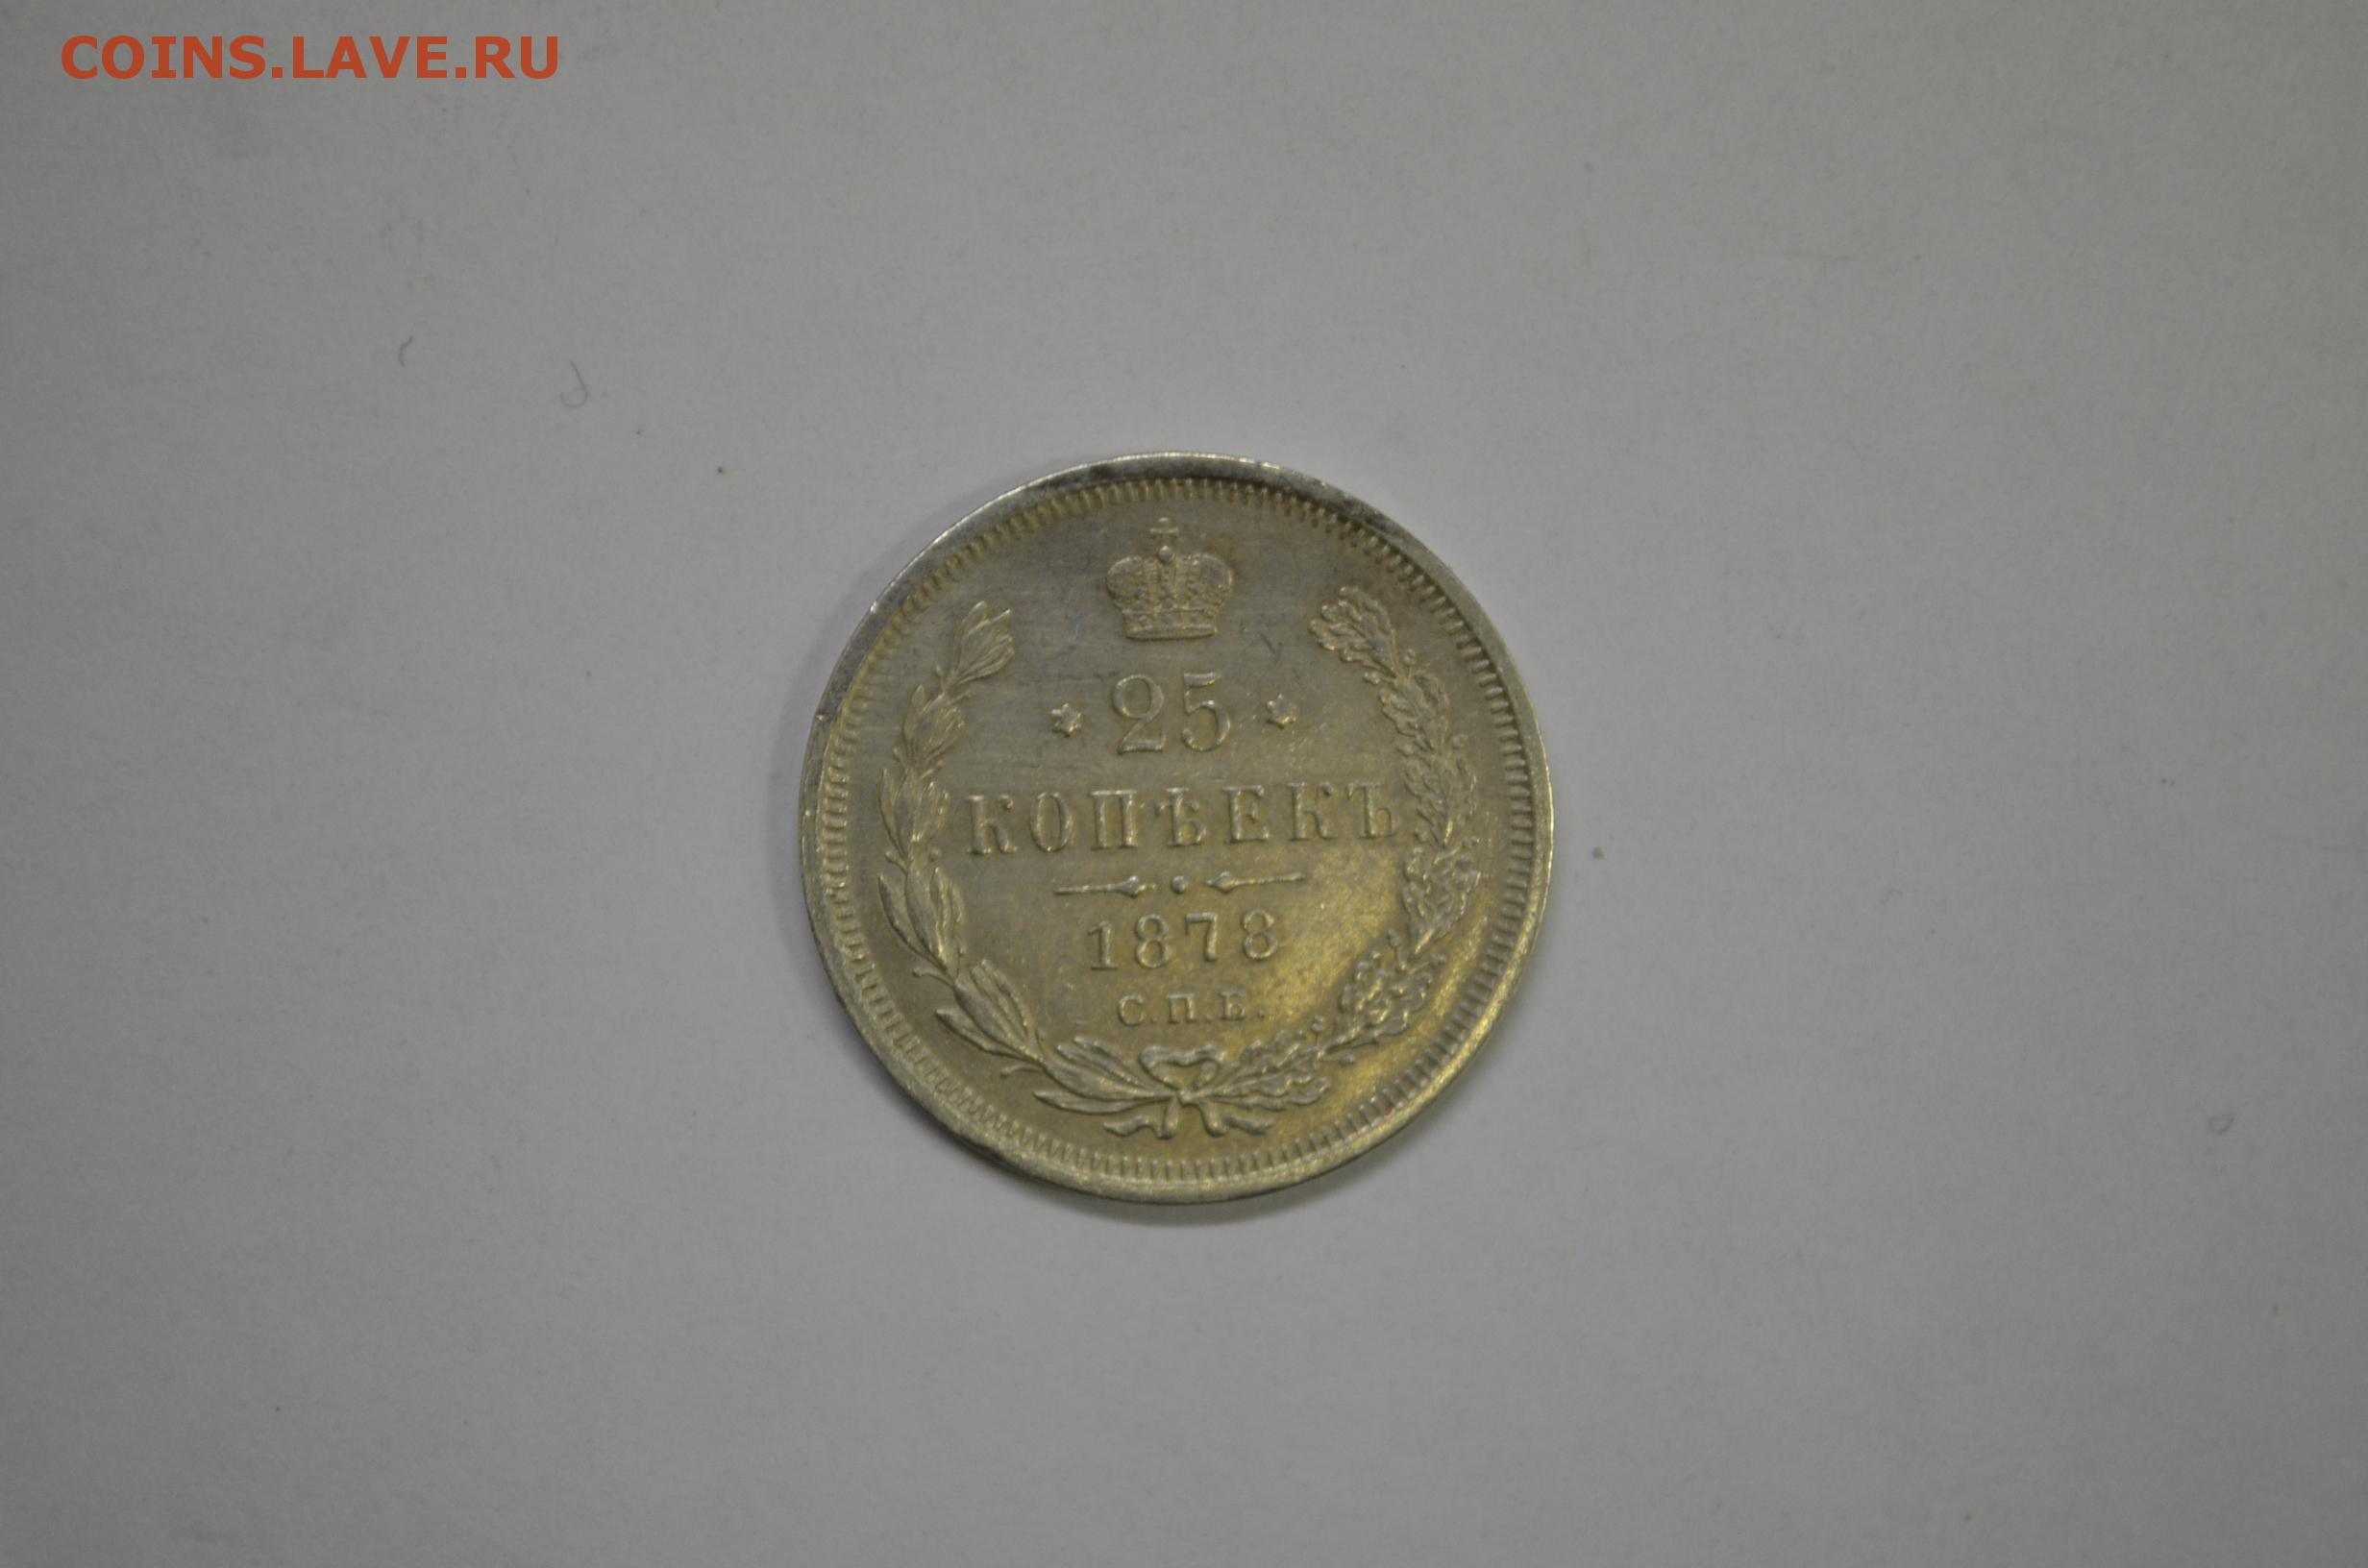 COINS.LAVE.RU
* 25 *
КОПѢЕКЪ
1878
С.П.Б.